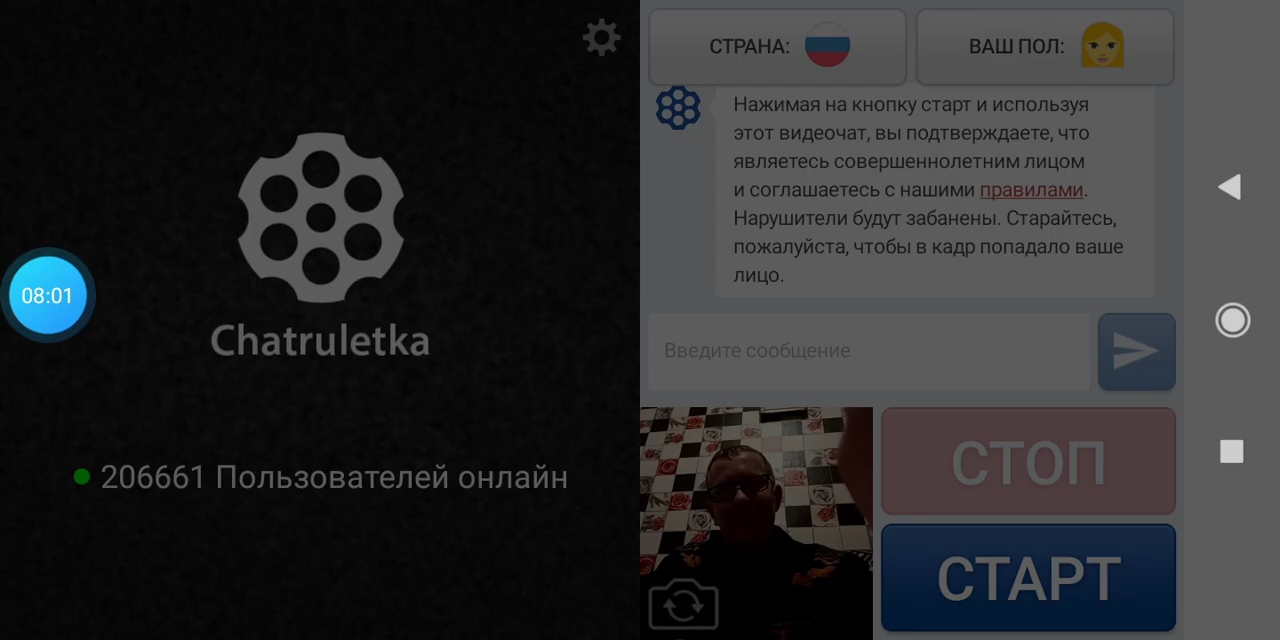 СТРАНА:
ВАШ ПОЛ:
Нажимая на кнопку старт и используя
этот видеочат, вы подтверждаете, что
являетесь совершеннолетним лицом
и соглашаетесь с нашими правилами.
Нарушители будут забанены. Старайтесь,
пожалуйста, чтобы в кадр попадало ваше
лицо.
08:01
Chatruletka
Введите сообщение
206661 Пользователей онлайн
СТОП
СТАРТ